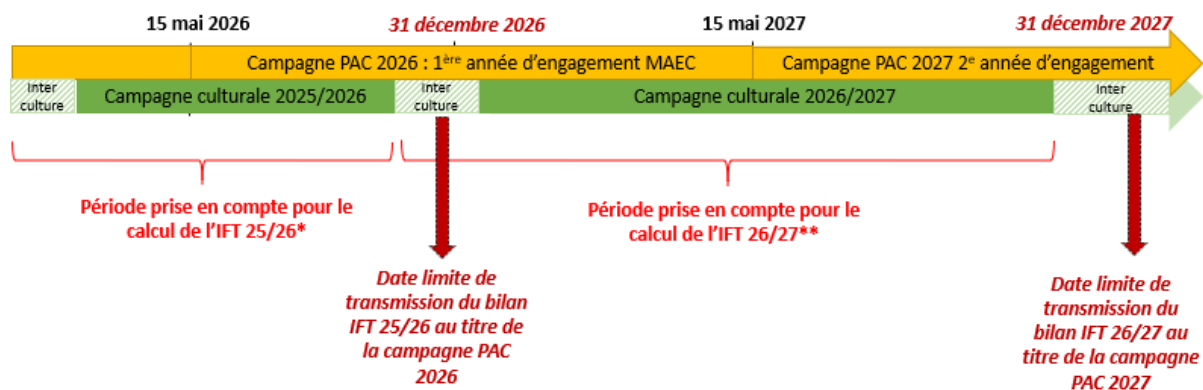 15 mai 2026
31 décembre 2026
15 mai 2027
31 décembre 2027
Campagne PAC 2026 : 1ère année d'engagement MAEC
Campagne PAC 2027 2e année d'engagement
Inter
culture
Campagne culturale 2025/2026
Inter
culture
Campagne culturale 2026/2027
Inter
culture
Période prise en compte pour le
calcul de l'IFT 25/26*
Période prise en compte pour le
calcul de l'IFT 26/27**
Date limite de
transmission du bilan
IFT 25/26 au titre de
la campagne PAC
2026
Date limite de
transmission du
bilan IFT 26/27 au
titre de la campagne
PAC 2027